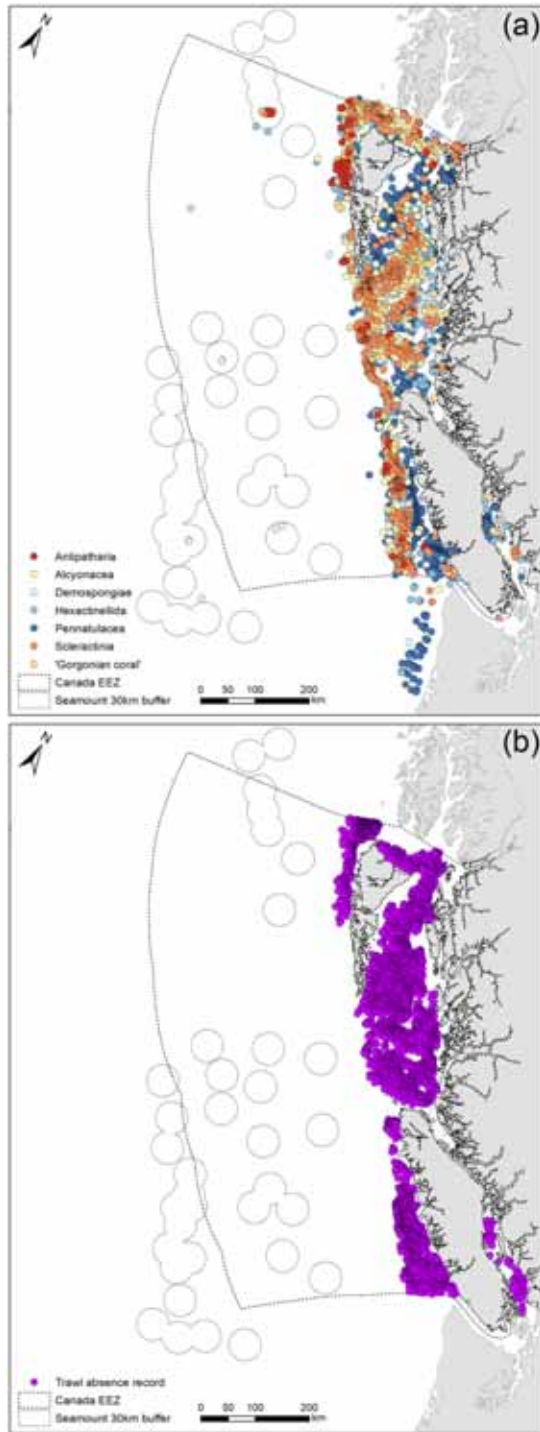 (a)
N
Antipatharia
Alcyonacea
Demospongiae
Hexactinellida
Pennatulacea
Scleractinia
'Gorgonian coral'
Canada EEZ
Seamount 30km buffer
0 50 100 200
km
(b)
N
Trawl absence record
Canada EEZ
Seamount 30km buffer
0 50 100 200
km